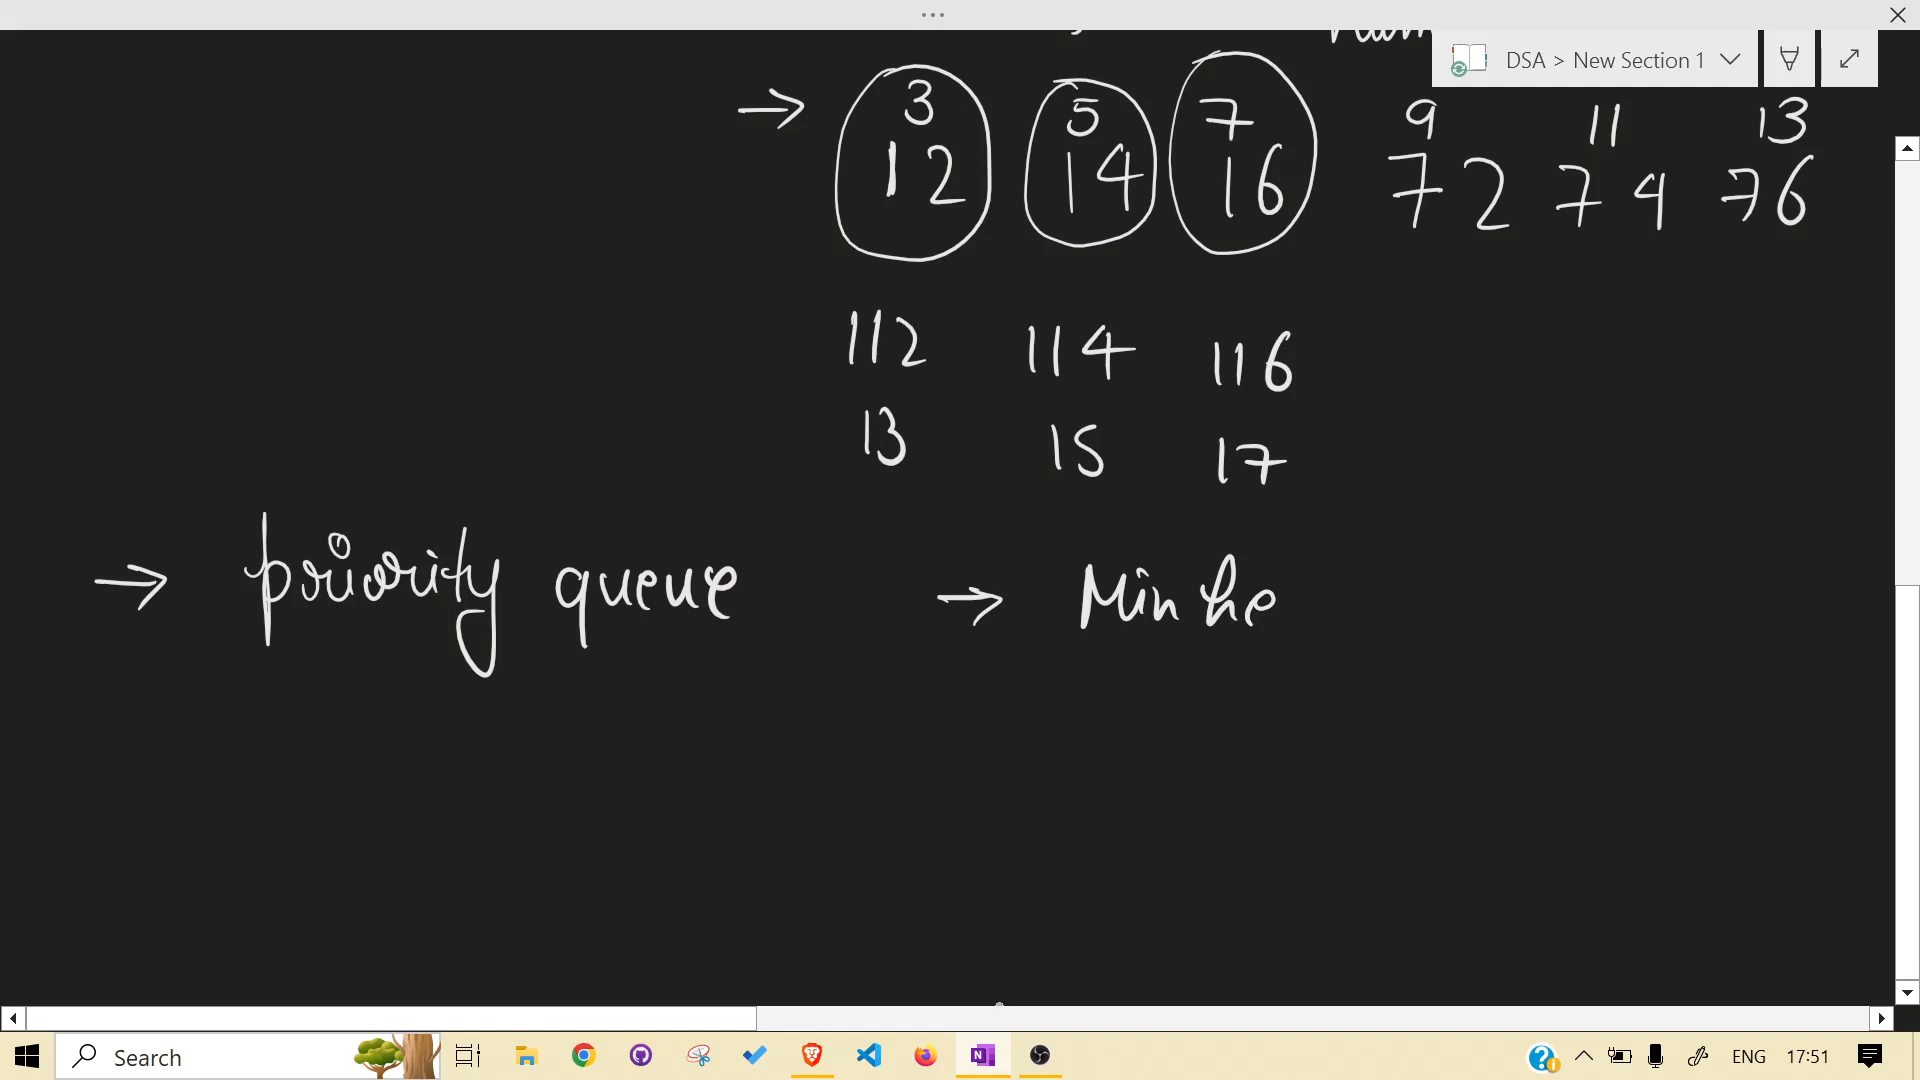 DSA > New Section 1
3 5 7 9 11 13
12 14 16 72 74 76
112 114 116
13 15 17
→ priority queue → Min he
Search
ENG 17:51